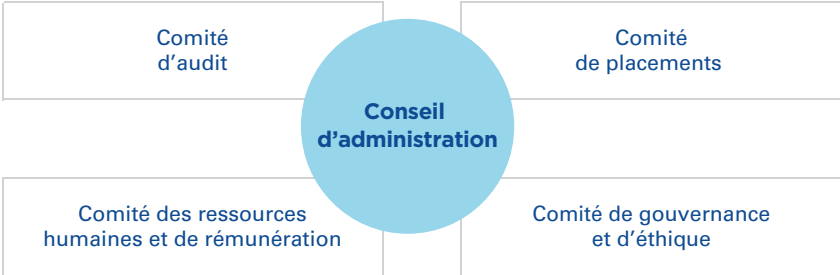 Comité
d’audit
Comité
de placements
Conseil
d’administration
Comité des ressources
humaines et de rémunération
Comité de gouvernance
et d’éthique